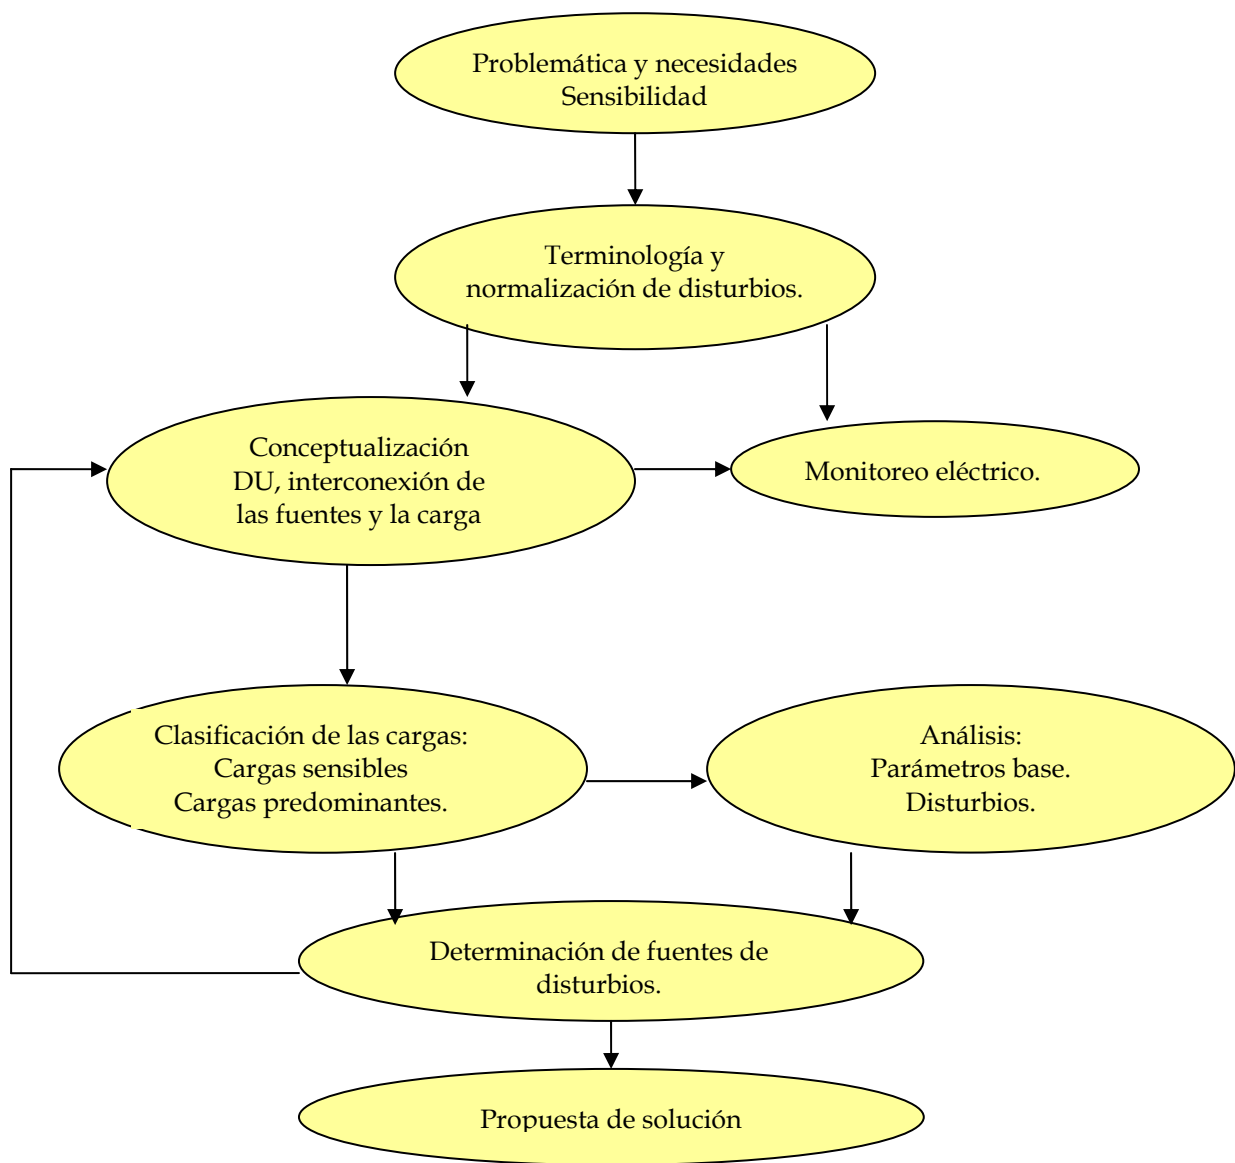 Problemática y necesidades
Sensibilidad
Terminología y
normalización de disturbios.
Conceptualización
DU, interconexión de
las fuentes y la carga
Monitoreo eléctrico.
Clasificación de las cargas:
Cargas sensibles
Cargas predominantes.
Análisis:
Parámetros base.
Disturbios.
Determinación de fuentes de
disturbios.
Propuesta de solución